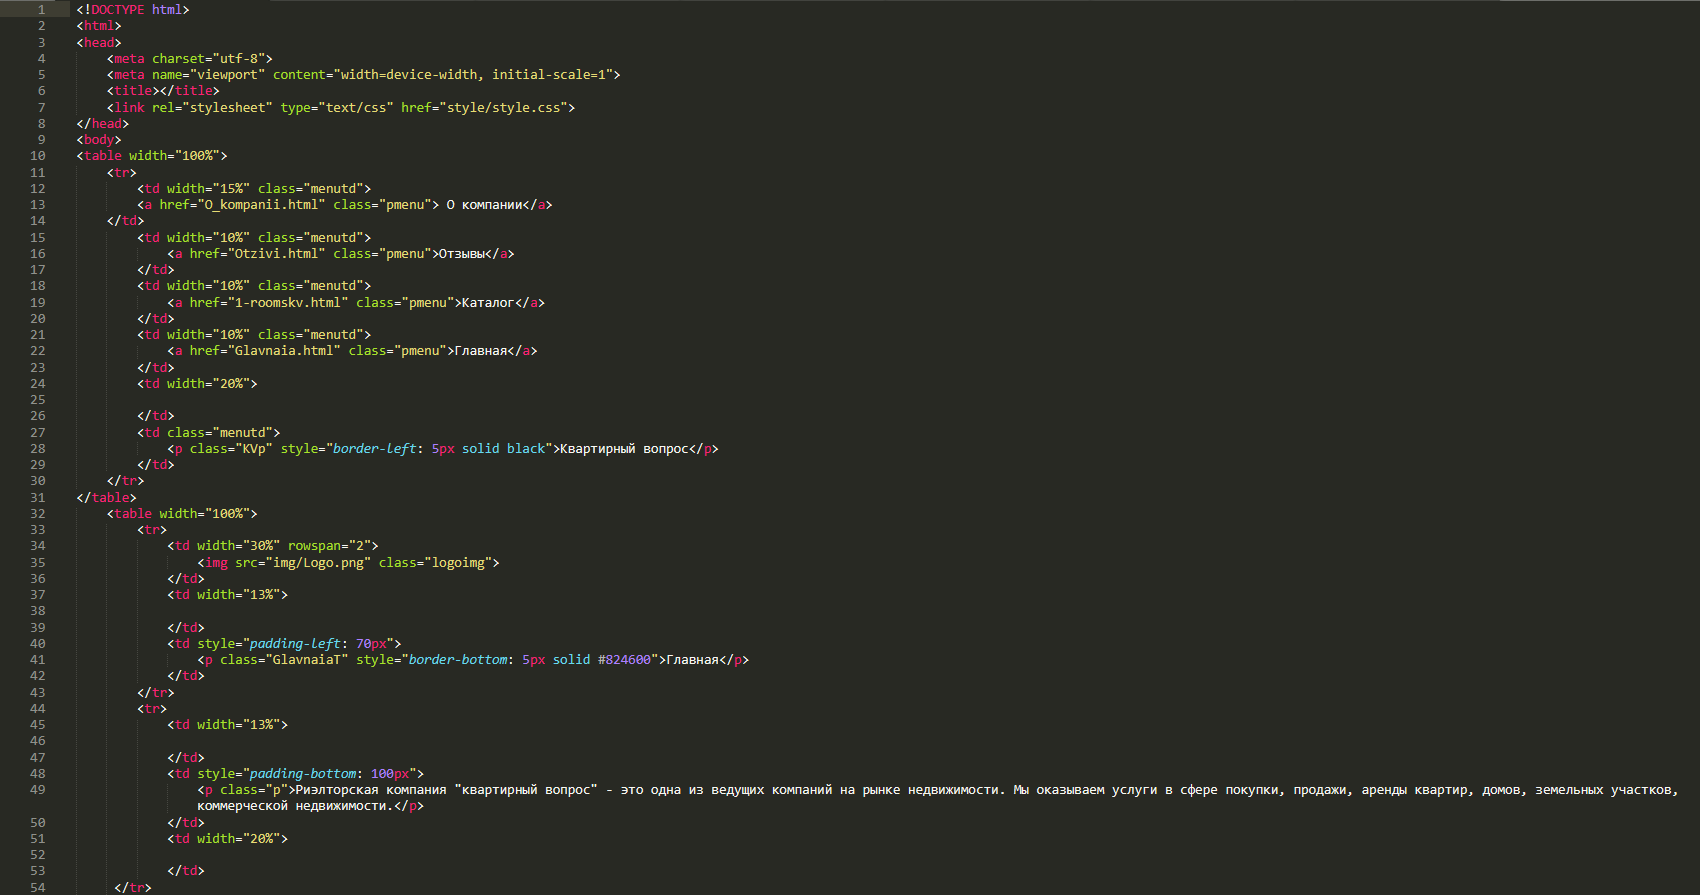 1 <!DOCTYPE html>
2 <html>
3 <head>
4 <meta charset="utf-8">
5 <meta name="viewport" content="width=device-width, initial-scale=1">
6 <title></title>
7 <link rel="stylesheet" type="text/css" href="style/style.css">
8 </head>
9 <body>
10 <table width="100%">
11 <tr>
12 <td width="15%" class="menutd">
13 <a href="O_kompanii.html" class="pmenu"> О компании</a>
14 </td>
15 <td width="10%" class="menutd">
16 <a href="Otzivi.html" class="pmenu">Отзывы</a>
17 </td>
18 <td width="10%" class="menutd">
19 <a href="1-roomskv.html" class="pmenu">Каталог</a>
20 </td>
21 <td width="10%" class="menutd">
22 <a href="Glavnaia.html" class="pmenu">Главная</a>
23 </td>
24 <td width="20%">
25
26 </td>
27 <td class="menutd">
28 <p class="KVp" style="border-left: 5px solid black">Квартирный вопрос</p>
29 </td>
30 </tr>
31 </table>
32 <table width="100%">
33 <tr>
34 <td width="30%" rowspan="2">
35 <img src="img/Logo.png" class="logoimg">
36 </td>
37 <td width="13%">
38
39 </td>
40 <td style="padding-left: 70px">
41 <p class="GlavnaiaT" style="border-bottom: 5px solid #824600">Главная</p>
42 </td>
43 </tr>
44 <tr>
45 <td width="13%">
46
47 </td>
48 <td style="padding-bottom: 100px">
49 <p class="p">Риэлторская компания "квартирный вопрос" - это одна из ведущих компаний на рынке недвижимости. Мы оказываем услуги в сфере покупки, продажи, аренды квартир, домов, земельных участков,
коммерческой недвижимости.</p>
50 </td>
51 <td width="20%">
52
53 </td>
54 </tr>